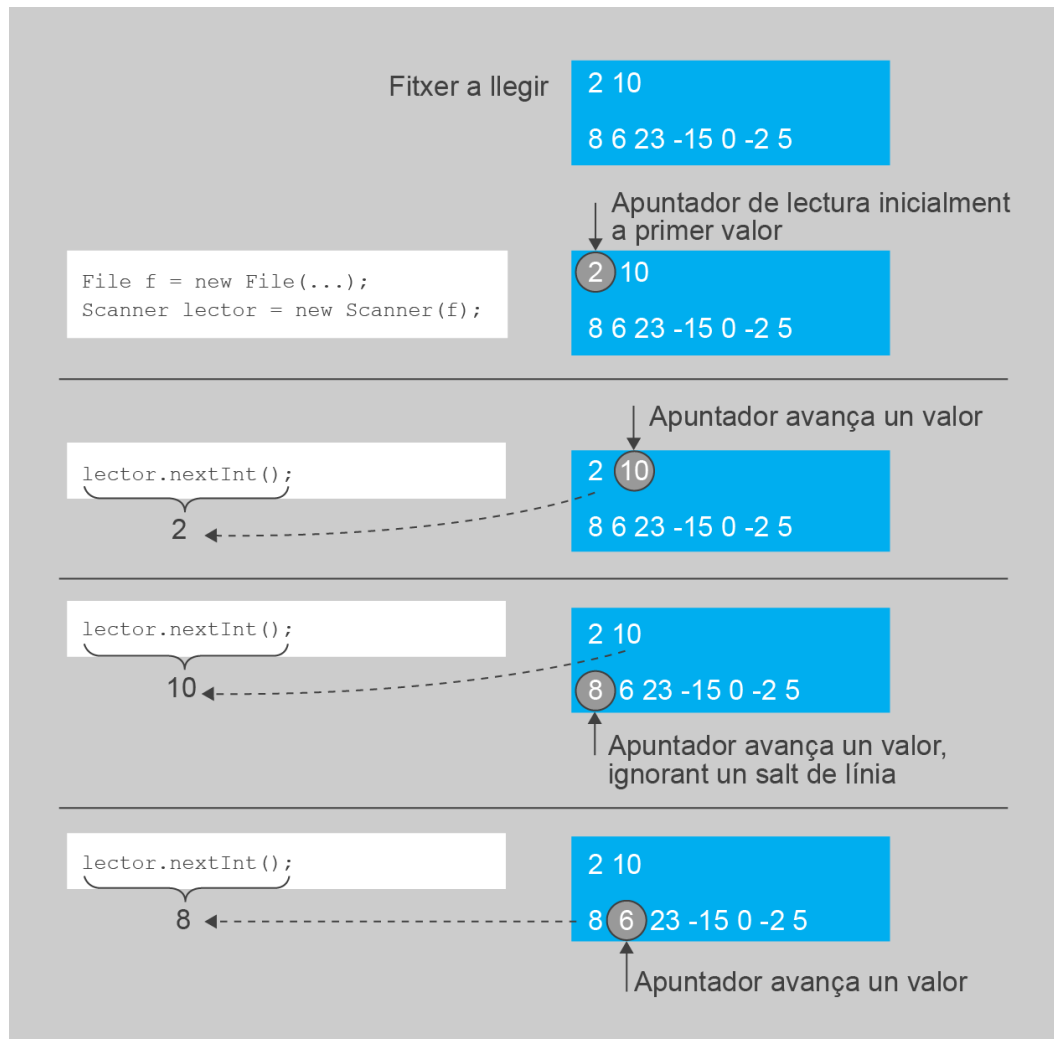 Fitxer a llegir
2 10
8 6 23 -15 0 -2 5
Apuntador de lectura inicialment
a primer valor
File f = new File(...);
Scanner lector = new Scanner(f);
2 10
8 6 23 -15 0 -2 5
Apuntador avança un valor
lector.nextInt();
2
2 10
8 6 23 -15 0 -2 5
lector.nextInt();
10
2 10
8 6 23 -15 0 -2 5
Apuntador avança un valor,
ignorant un salt de línia
lector.nextInt();
8
2 10
8 6 23 -15 0 -2 5
Apuntador avança un valor